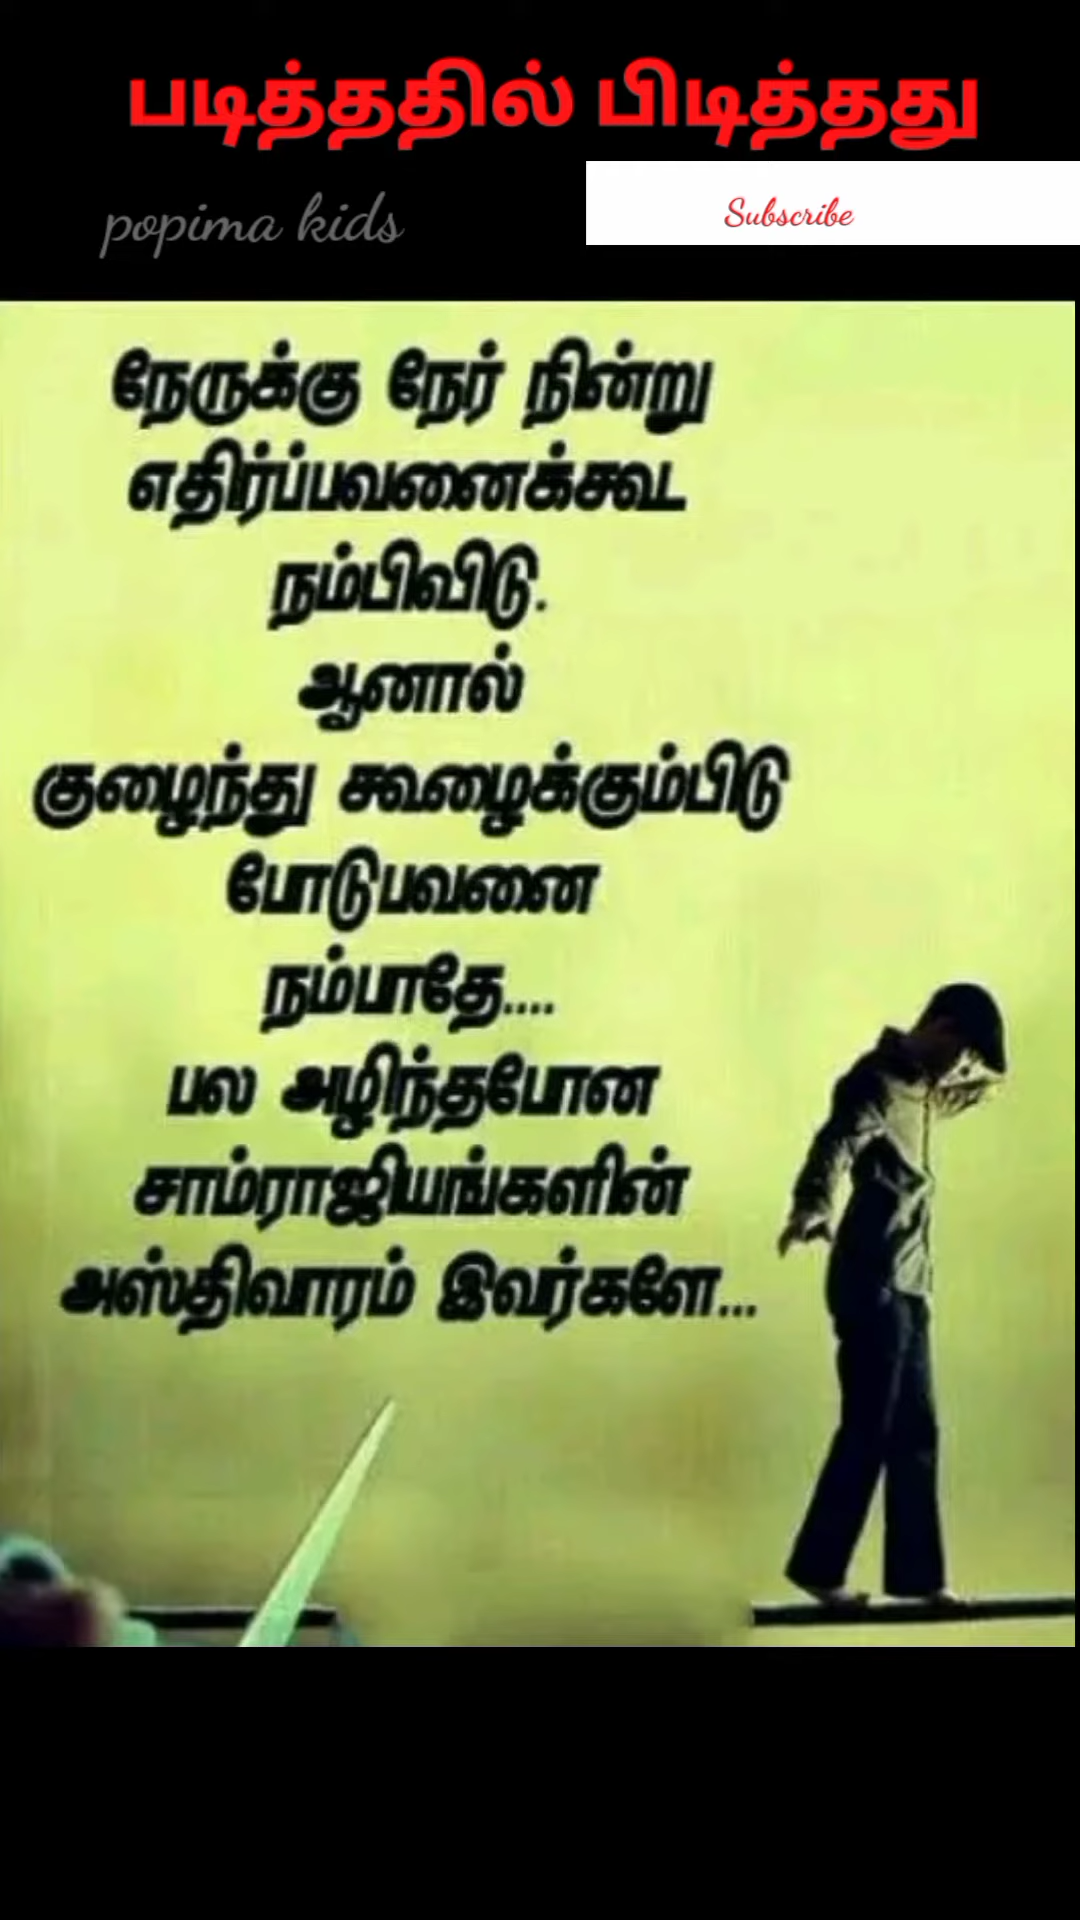 படித்ததில் பிடித்தது
popima kids
Subscribe
நேருக்கு நேர் நின்று
எதிர்ப்பவனைக்கூட
நம்பிவிடு.
ஆனால்
குழைந்து கூழைக்கும்பிடு
போடுபவனை
நம்பாதே....
பல அழிந்தபோன
சாம்ராஜியங்களின்
அஸ்திவாரம் இவர்களே...